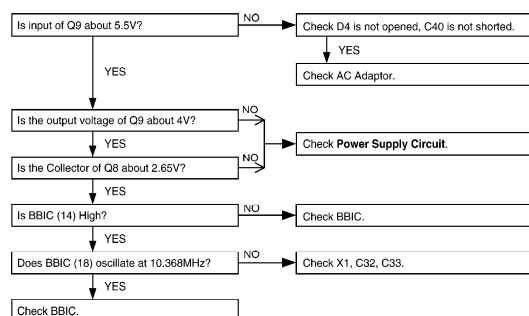 Is input of Q9 about 5.5V?
NO
Check D4 is not opened, C40 is not shorted.
YES
YES
Check AC Adaptor.
Is the output voltage of Q9 about 4V?
NO
YES
Check Power Supply Circuit.
Is the Collector of Q8 about 2.65V?
NO
YES
Is BBIC (14) High?
NO
Check BBIC.
YES
Does BBIC (18) oscillate at 10.368MHz?
NO
Check X1, C32, C33.
YES
Check BBIC.